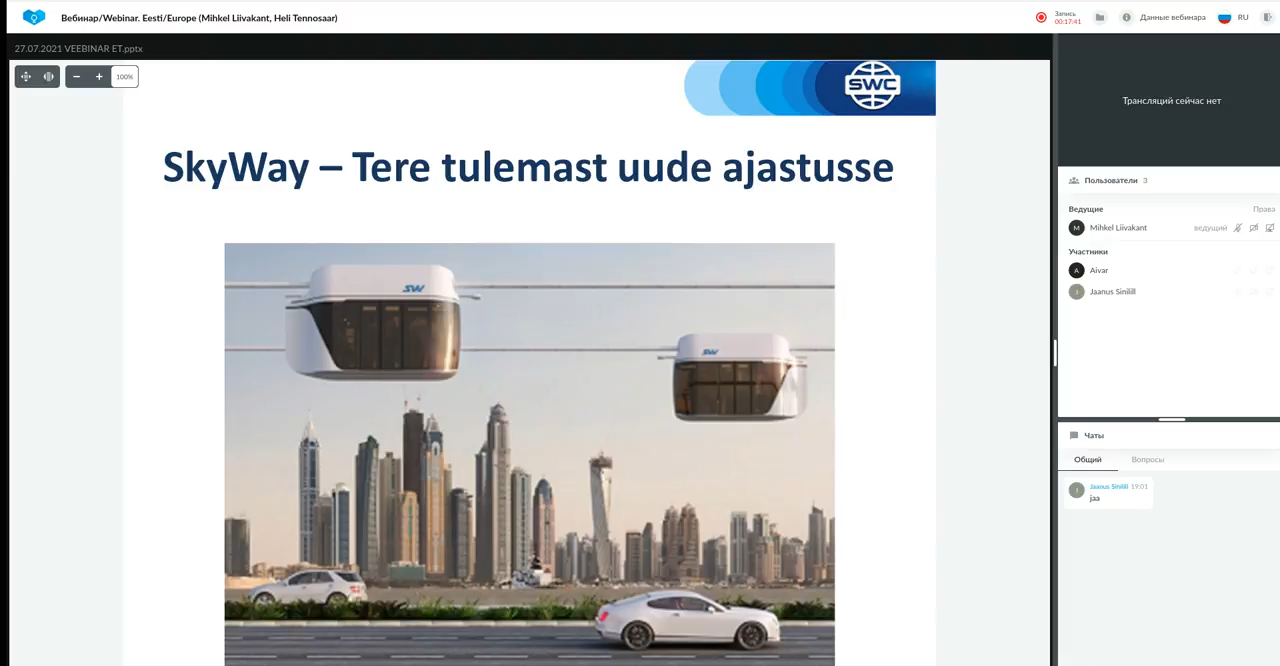 Вебинар/Webinar. Eesti/Europe (Mihkel Liivakant, Heli Tennosaar)
Запись
00:17:41
Данные вебинара
RU
27.07.2021 VEEBINAR ET.pptx
100%
SWC
SkyWay – Tere tulemast uude ajastusse
SW
SW
Трансляций сейчас нет
Пользователи 3
Ведущие
Права
M
Mihkel Liivakant
ведущий
Участники
A
Aivar
J
Jaanus Sinilill
Чаты
Общий
Вопросы
J
Jaanus Sinilill 19:01
jaa